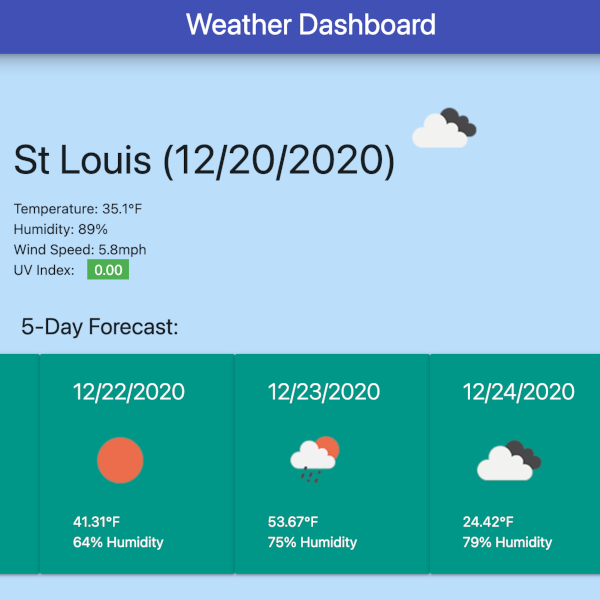 Weather Dashboard
St Louis (12/20/2020)
Temperature: 35.1°F
Humidity: 89%
Wind Speed: 5.8mph
UV Index: 0.00
5-Day Forecast:
12/22/2020
41.31°F
64% Humidity
12/23/2020
53.67°F
75% Humidity
12/24/2020
24.42°F
79% Humidity